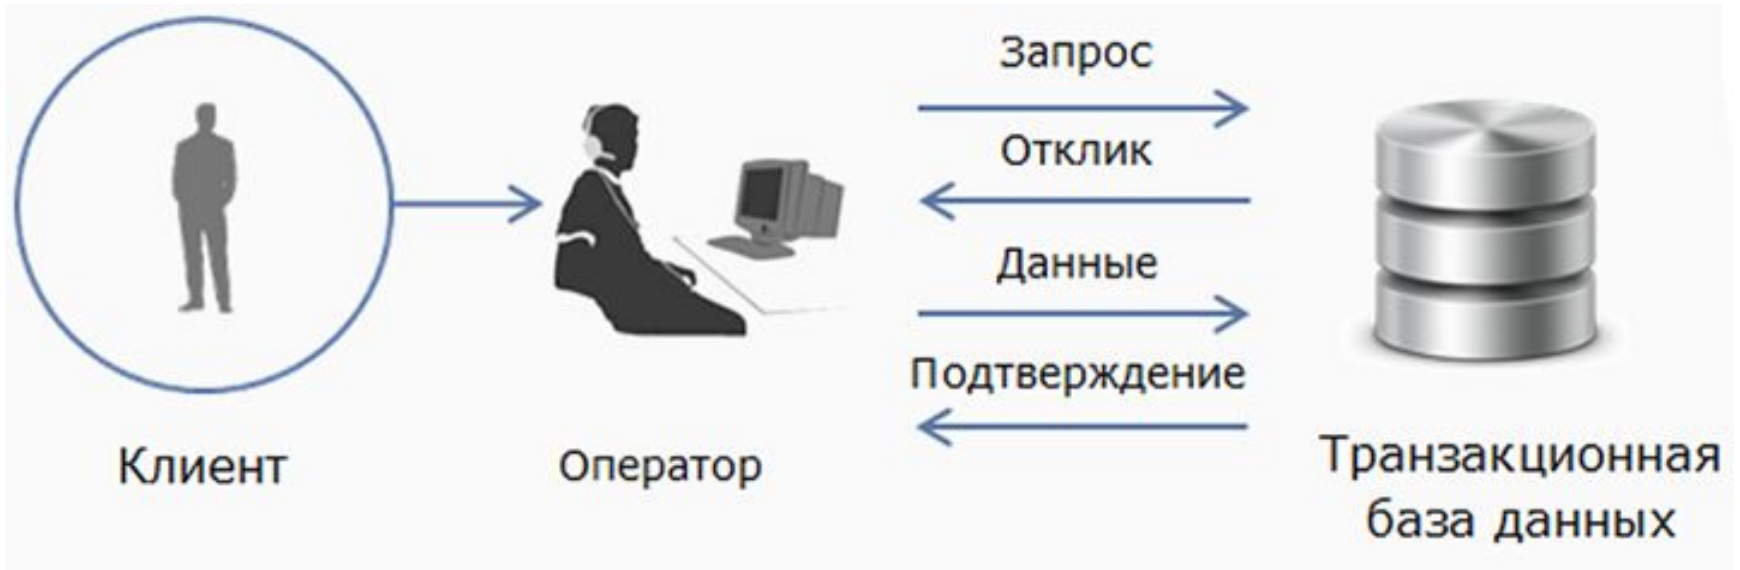 Запрос
Отклик
Данные
Подтверждение
Клиент
Оператор
Транзакционная
база данных